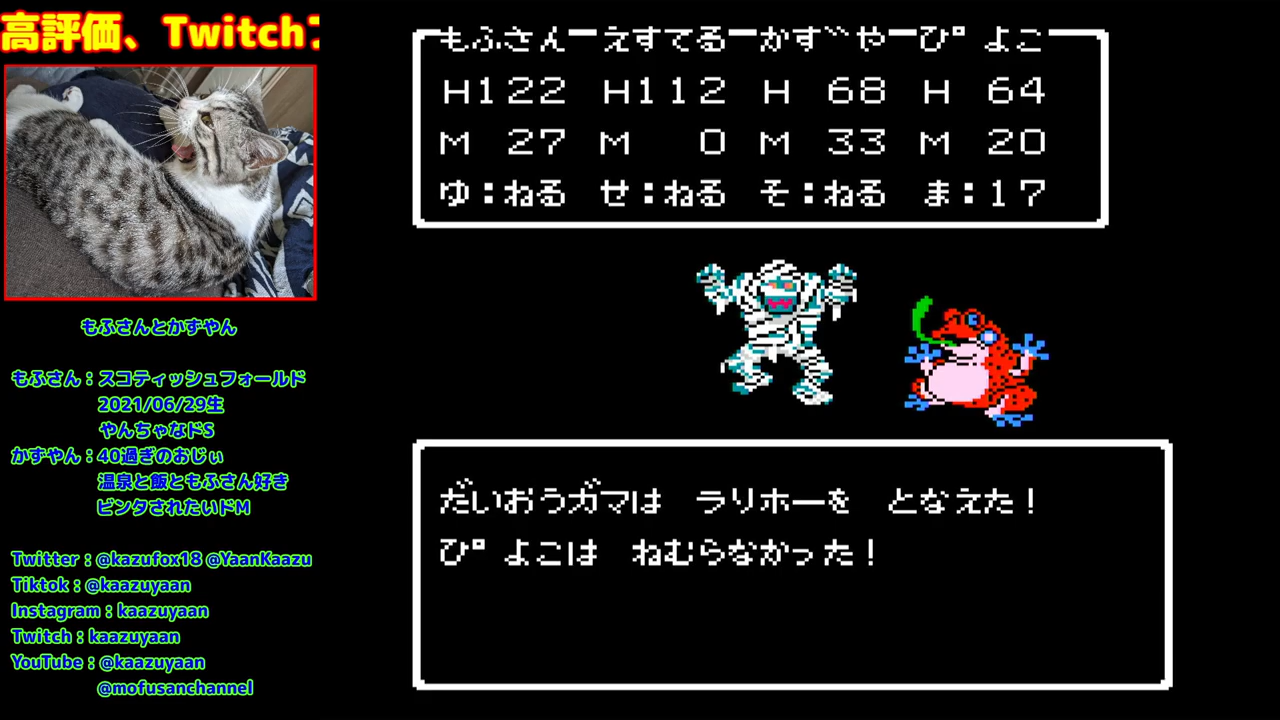 高評価、Twitch
もふさんとかずやん
もふさん：スコティッシュフォールド
2021/06/29生
やんちゃなドS
かずやん：40過ぎのおじぃ
温泉と飯ともふさん好き
ビンタされたいドM
Twitter：@kazufox18 @YaanKaazu
Tiktok：@kaazuyaan
Instagram：kaazuyaan
Twitch：kaazuyaan
YouTube：@kaazuyaan
@mofusanchannel
もふさん えすてる かずや ぴよこ
H122 H112 H 68 H 64
M 27 M 0 M 33 M 20
ゆ：ねる せ：ねる そ：ねる ま：17
だいおうガマは ラリホーを となえた！
ぴよこは ねむらなかった！